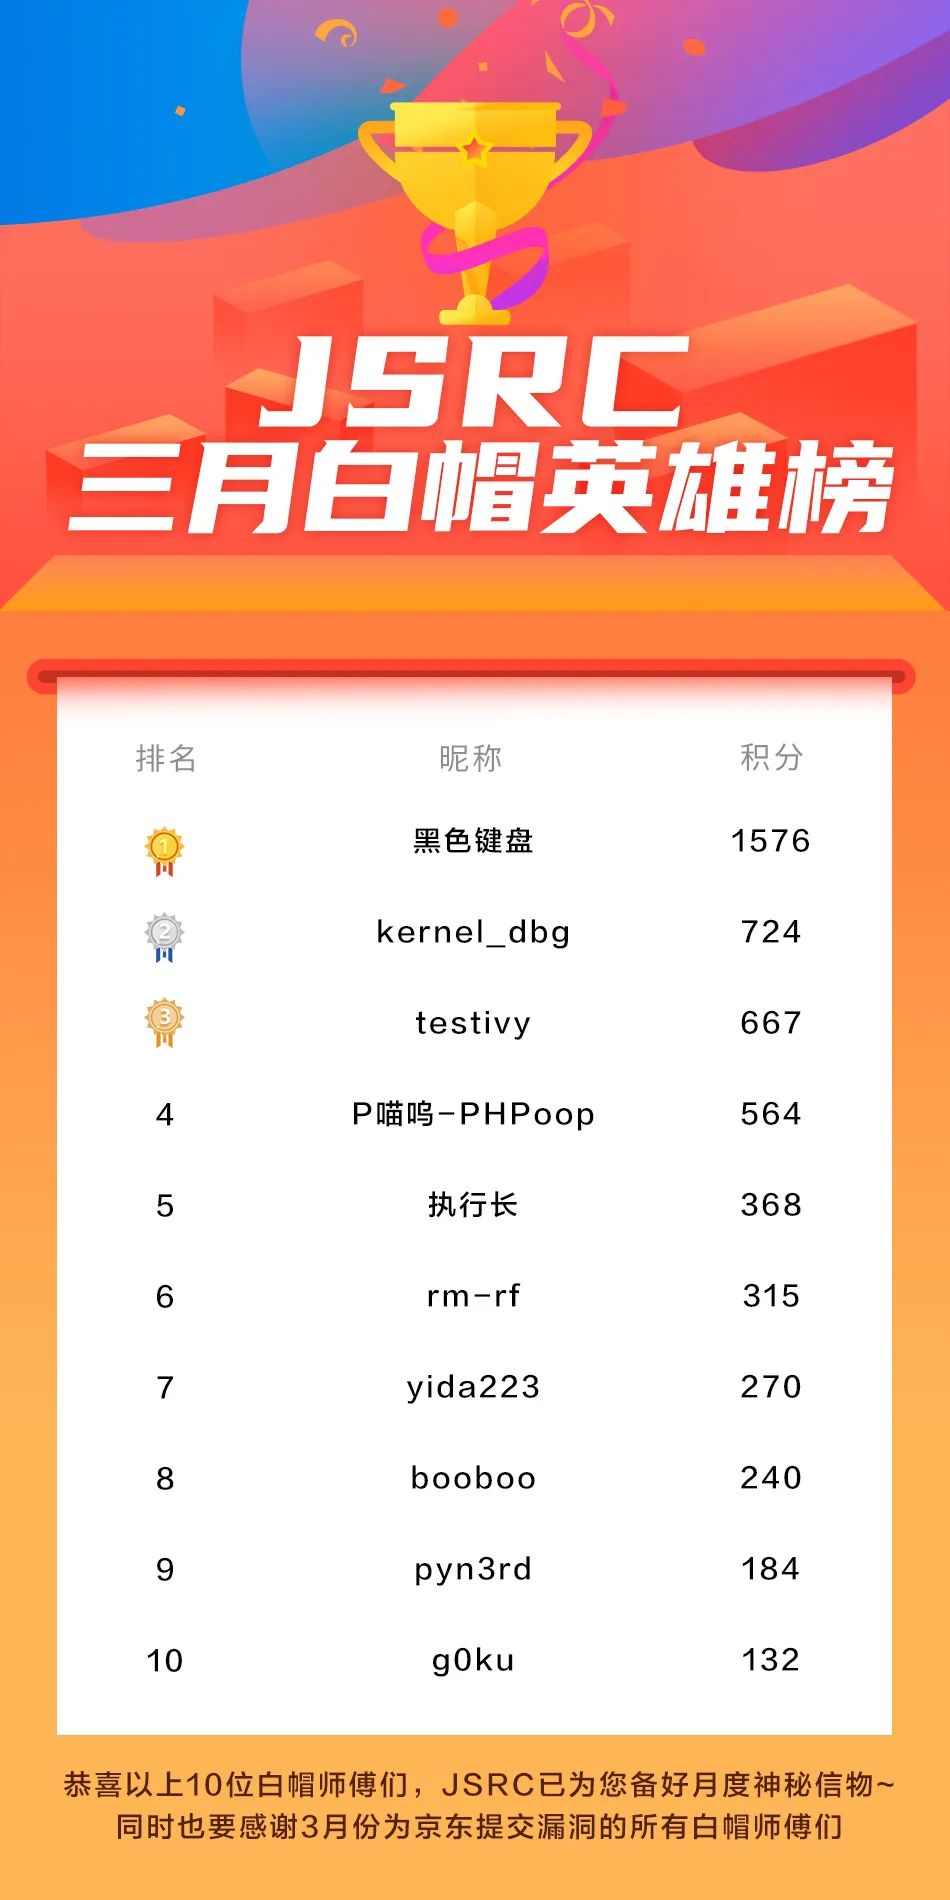 JSRC
三月白帽英雄榜
排名 昵称 积分
1 黑色键盘 1576
2 kernel_dbg 724
3 testivy 667
4 P喵呜-PHPoop 564
5 执行长 368
6 rm-rf 315
7 yida223 270
8 booboo 240
9 pyn3rd 184
10 g0ku 132
恭喜以上10位白帽师傅们，JSRC已为您备好月度神秘信物~
同时也要感谢3月份为京东提交漏洞的所有白帽师傅们